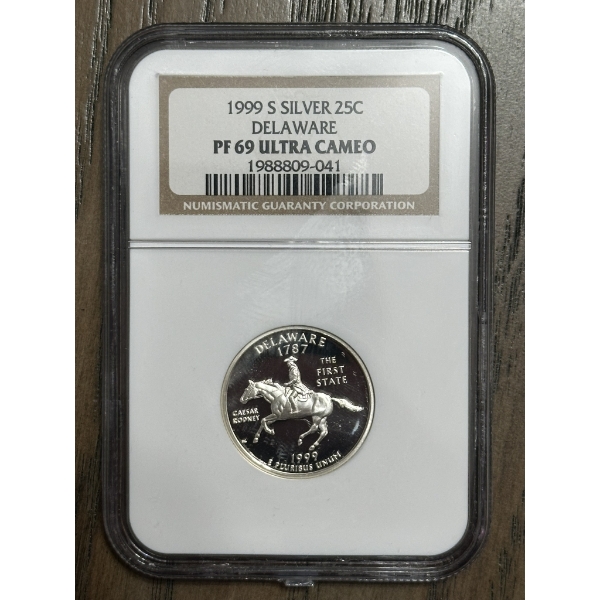 1999 S SILVER 25C
DELAWARE
PF 69 ULTRA CAMEO
1988809-041
NUMISMATIC GUARANTY CORPORATION
DELAWARE
1787
THE
FIRST
STATE
CAESAR
RODNEY
1999
E PLURIBUS UNUM